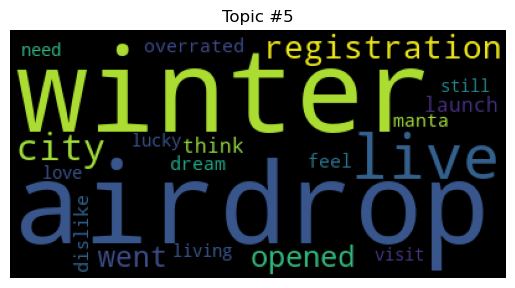 Topic #5
need overrated registration
winter
still
launch
manta
city lucky think live
love dream feel
airdrop
dislike
went living opened visit